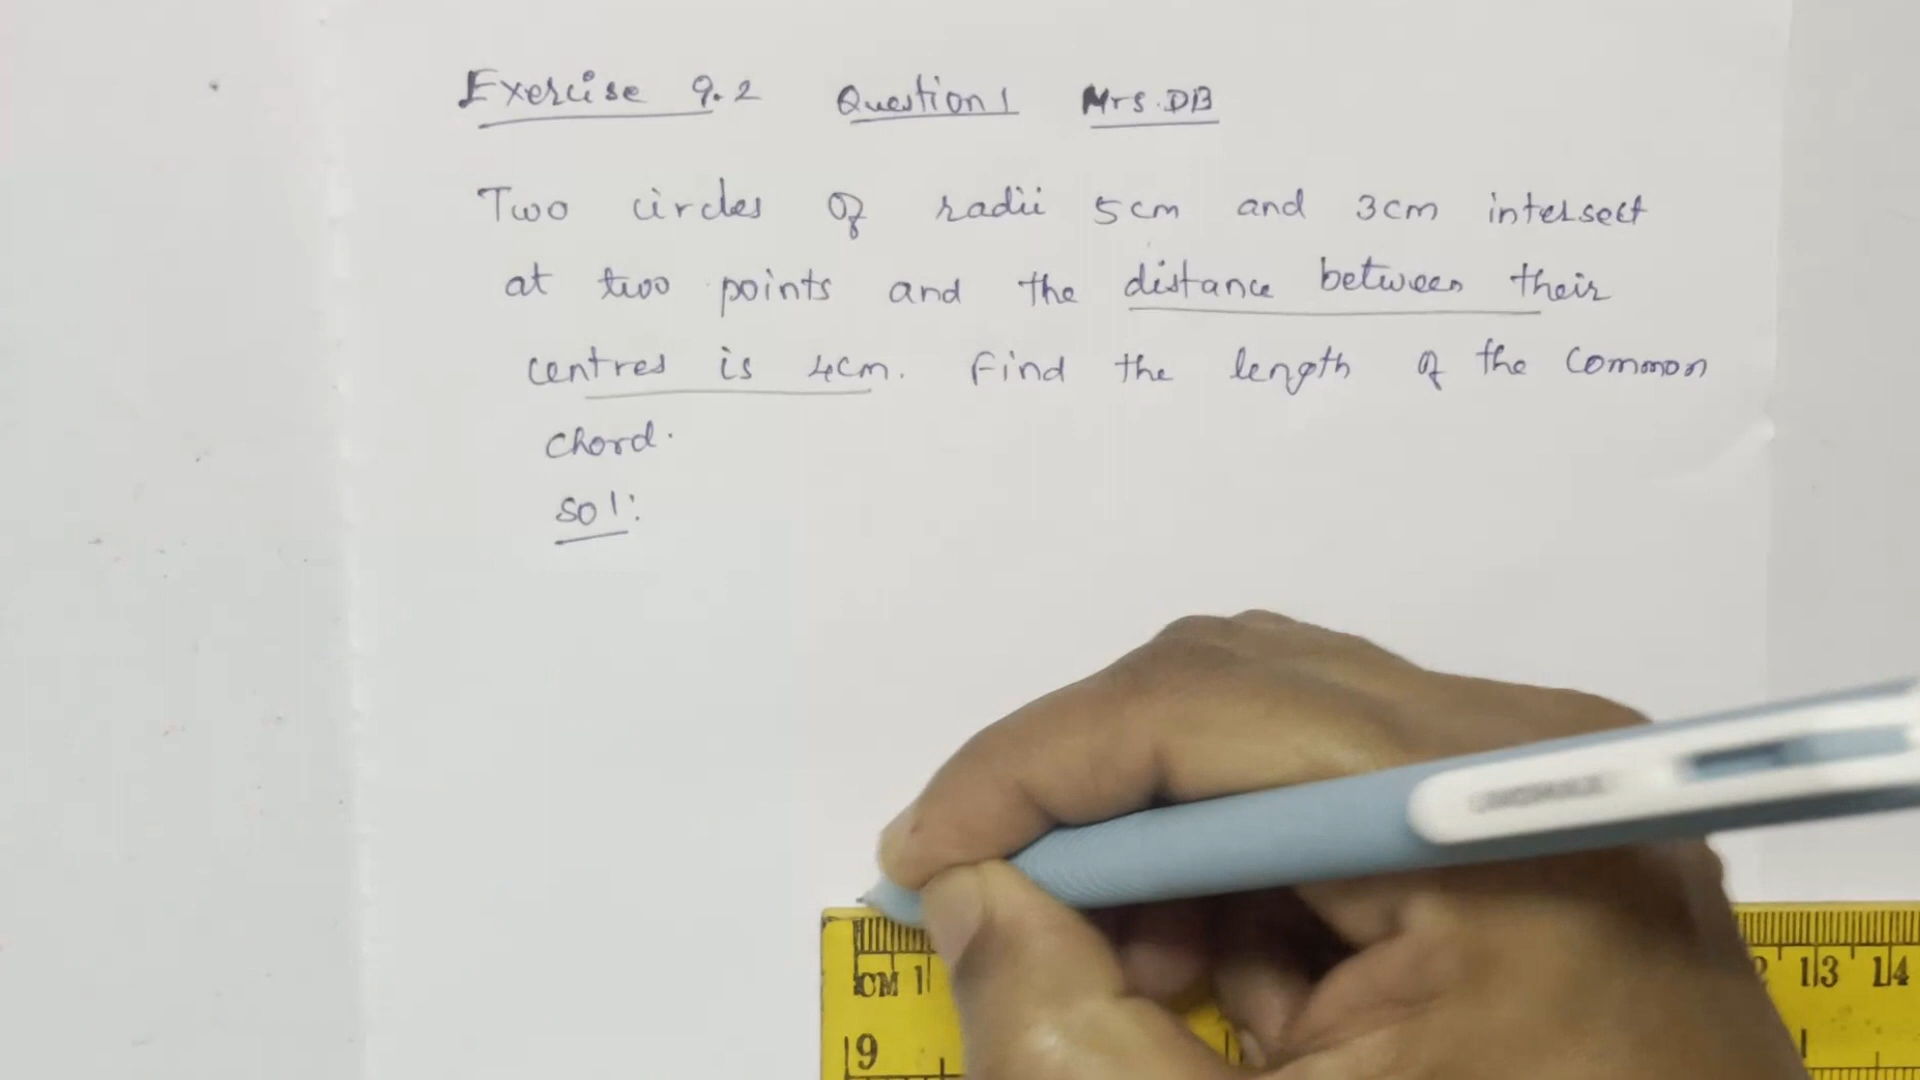 Exercise 9.2 Question 1 Mrs. DB
Two circles of radii 5cm and 3cm intersect
at two points and the distance between their
centres is 4cm. Find the length of the common
chord.
Sol:
CM 1 13 14
9